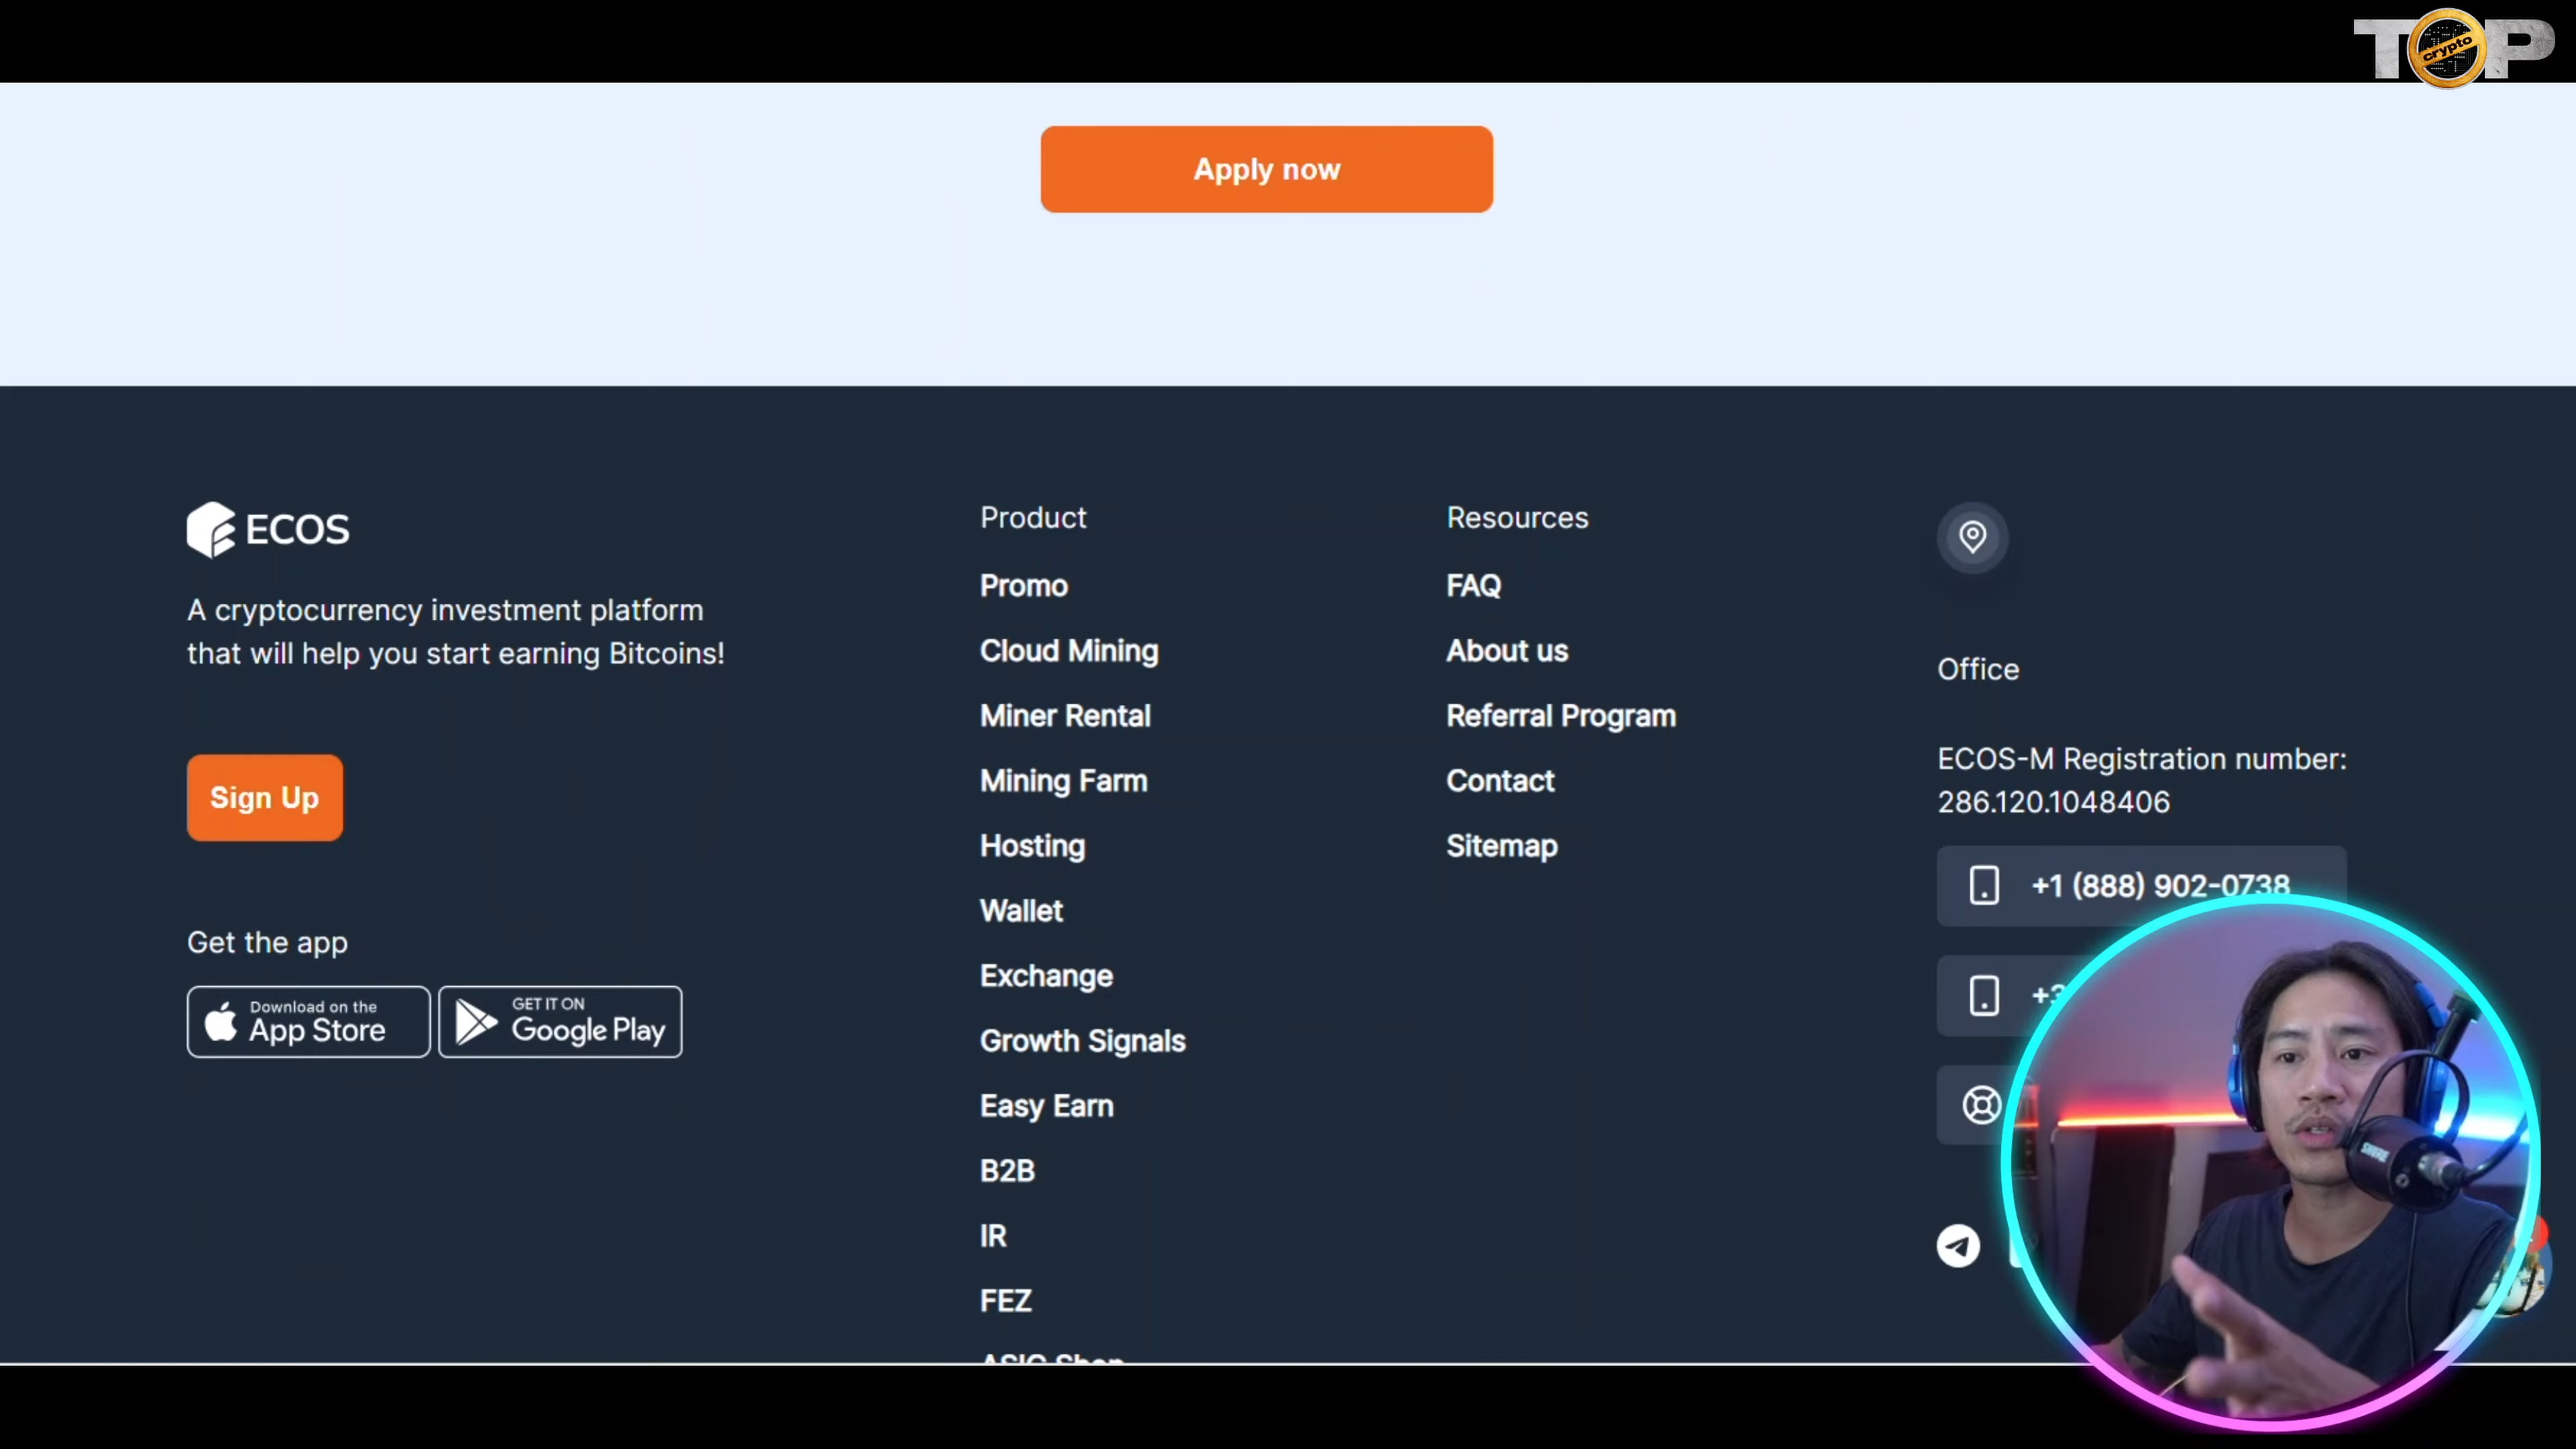 TOP
crypto
Apply now
ECOS
A cryptocurrency investment platform
that will help you start earning Bitcoins!
Sign Up
Get the app
Download on the
App Store
GET IT ON
Google Play
Product
Promo
Cloud Mining
Miner Rental
Mining Farm
Hosting
Wallet
Exchange
Growth Signals
Easy Earn
B2B
IR
FEZ
ASIC Shop
Resources
FAQ
About us
Referral Program
Contact
Sitemap
Office
ECOS-M Registration number:
286.120.1048406
+1 (888) 902-0738
SHURE